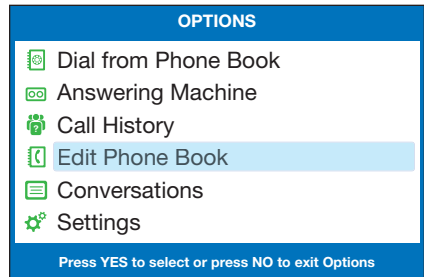 OPTIONS
Dial from Phone Book
Answering Machine
Call History
Edit Phone Book
Conversations
Settings
Press YES to select or press NO to exit Options